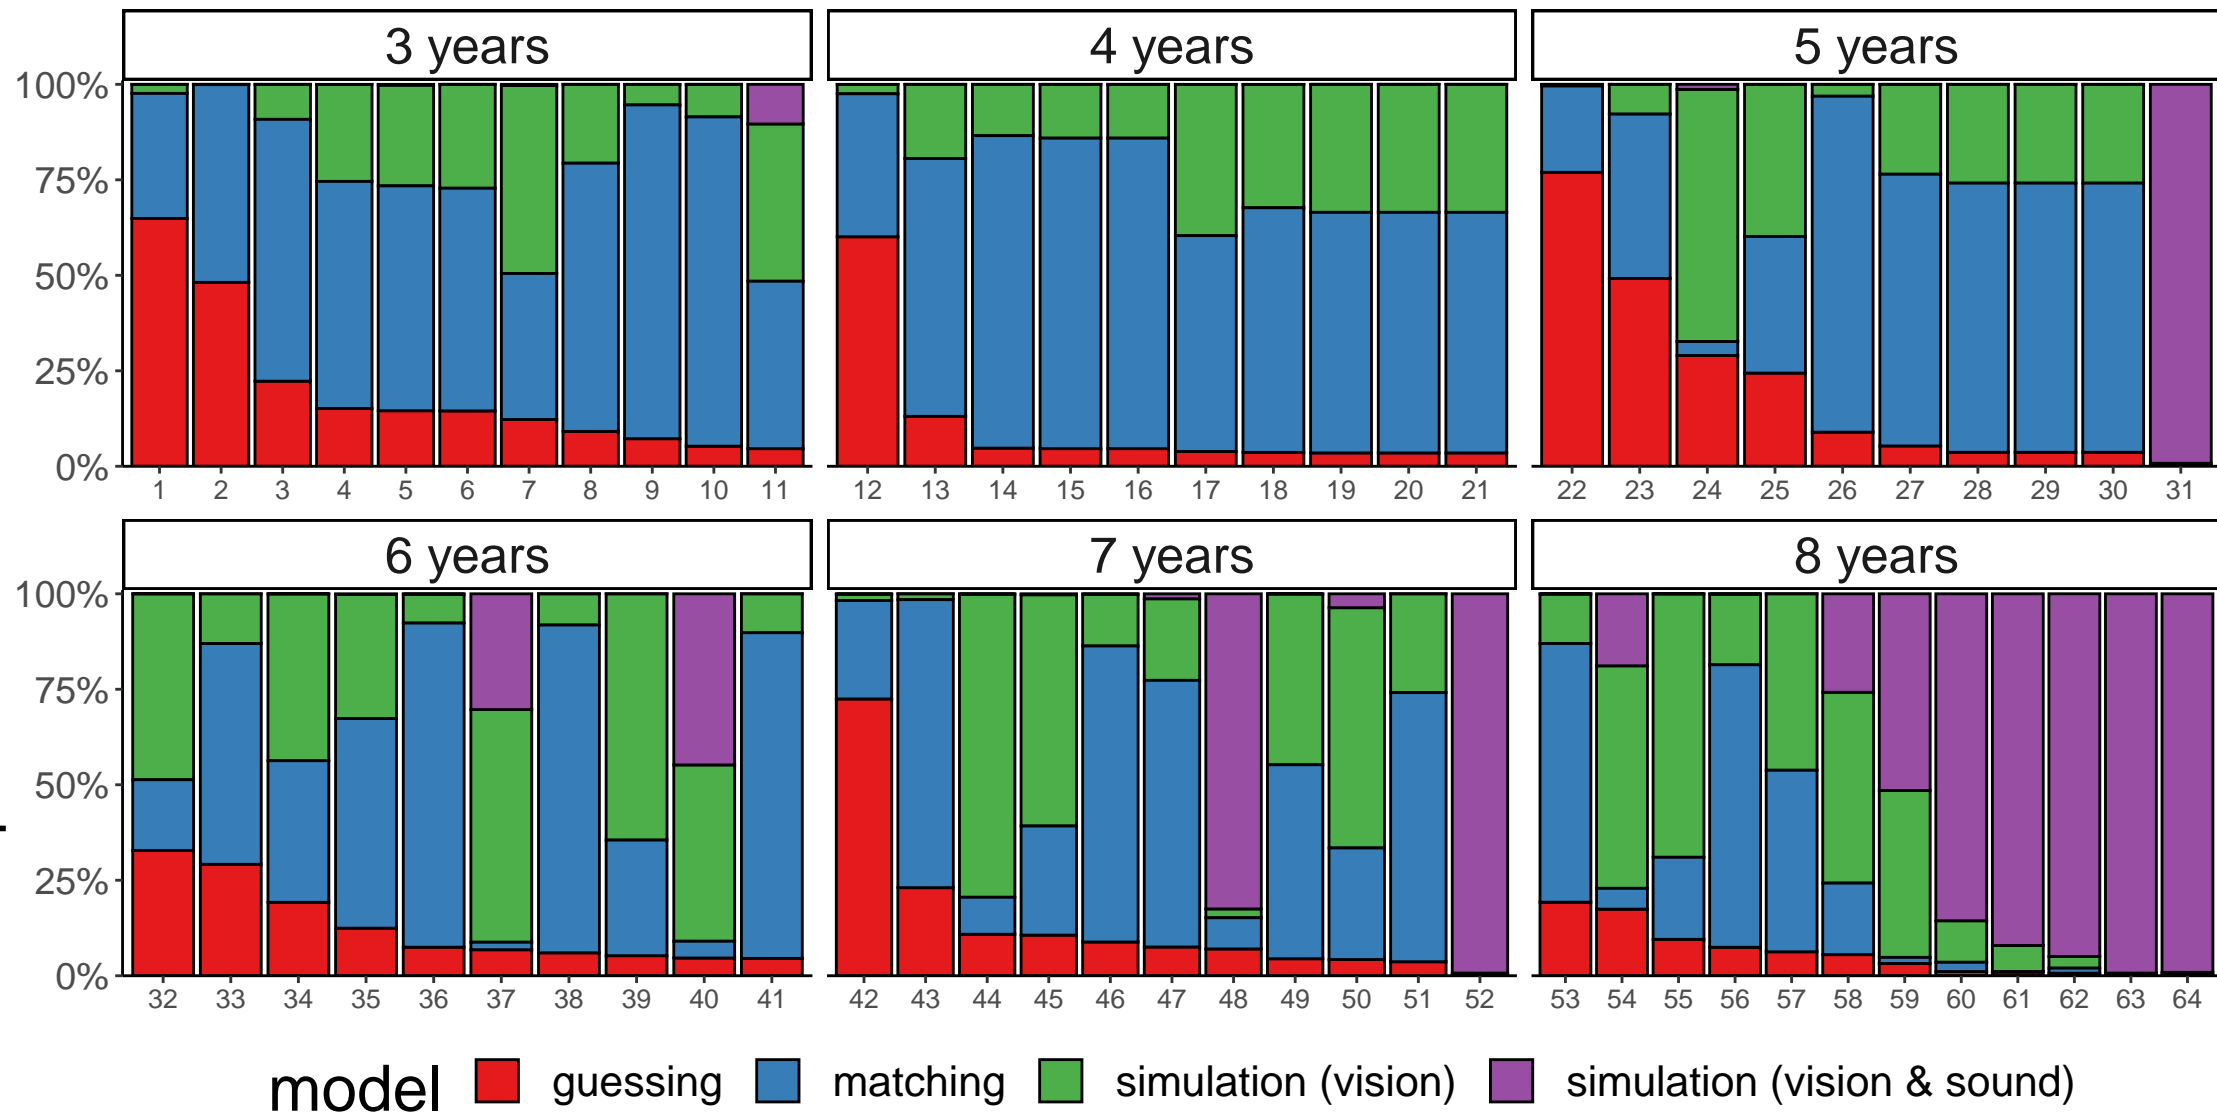 3 years 4 years 5 years
100%
75%
50%
25%
0%
1 2 3 4 5 6 7 8 9 10 11 12 13 14 15 16 17 18 19 20 21 22 23 24 25 26 27 28 29 30 31
6 years 7 years 8 years
100%
75%
50%
25%
0%
32 33 34 35 36 37 38 39 40 41 42 43 44 45 46 47 48 49 50 51 52 53 54 55 56 57 58 59 60 61 62 63 64
model guessing matching simulation (vision) simulation (vision & sound)